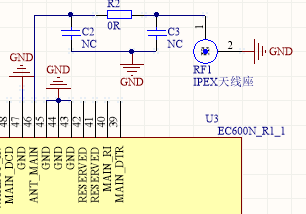 R2
0R
C2
NC
C3
NC
1
2
GND
GND
GND
GND
RF1
IPEX天线座
U3
EC600N_R1_1
48
47
46
45
44
43
42
41
40
39
MAIN_DCD
GND
ANT_MAIN
GND
GND
RESERVED
RESERVED
MAIN_RI
MAIN_DTR